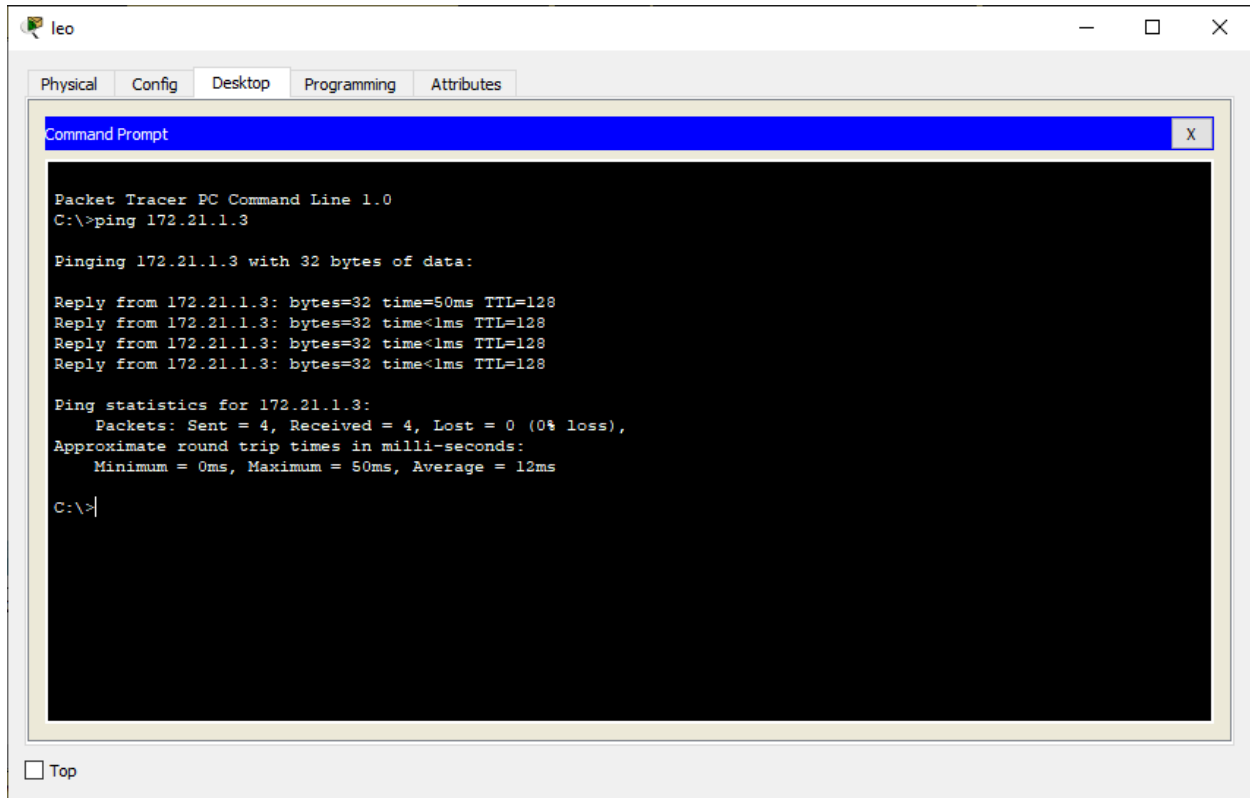 leo
Physical Config Desktop Programming Attributes
Command Prompt X
Packet Tracer PC Command Line 1.0
C:\>ping 172.21.1.3
Pinging 172.21.1.3 with 32 bytes of data:
Reply from 172.21.1.3: bytes=32 time=50ms TTL=128
Reply from 172.21.1.3: bytes=32 time<1ms TTL=128
Reply from 172.21.1.3: bytes=32 time<1ms TTL=128
Reply from 172.21.1.3: bytes=32 time<1ms TTL=128
Ping statistics for 172.21.1.3:
Packets: Sent = 4, Received = 4, Lost = 0 (0% loss),
Approximate round trip times in milli-seconds:
Minimum = 0ms, Maximum = 50ms, Average = 12ms
C:\>
Top